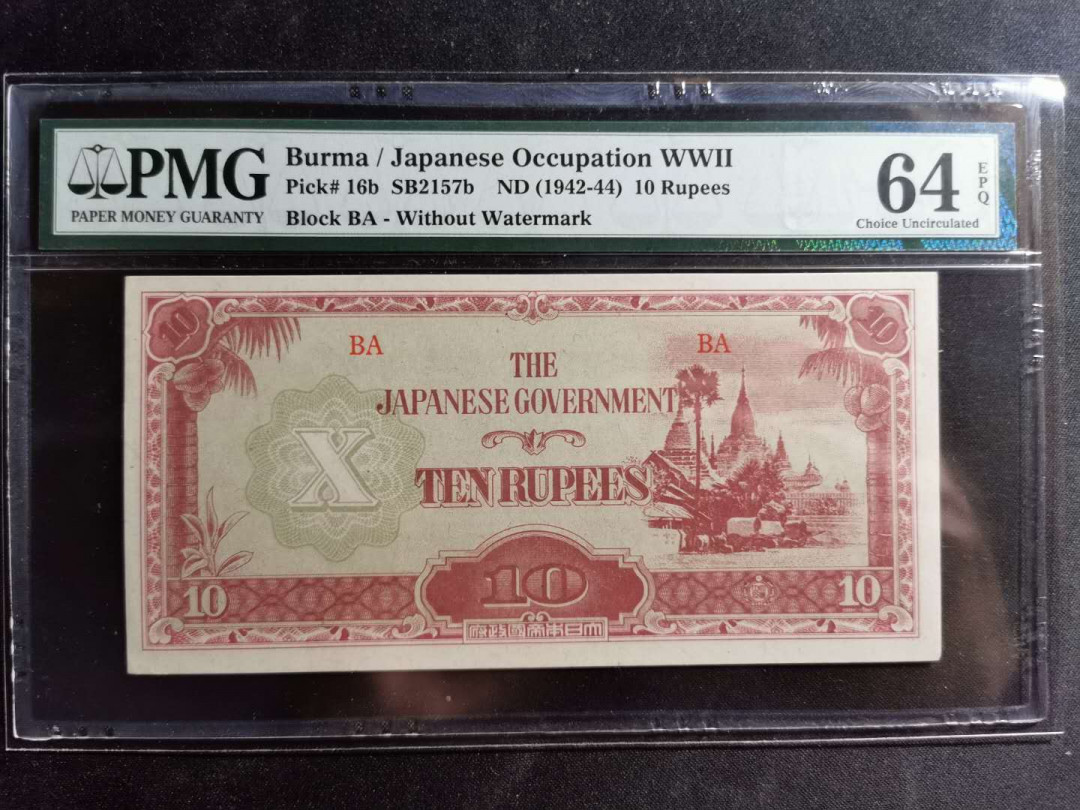 PMG
PAPER MONEY GUARANTY
Burma / Japanese Occupation WWII
Pick# 16b SB2157b ND (1942-44) 10 Rupees
Block BA - Without Watermark
64
EPQ
Choice Uncirculated
10
10
BA
BA
THE
JAPANESE GOVERNMENT
X
TEN RUPEES
10
10
10
府政國帝本日大